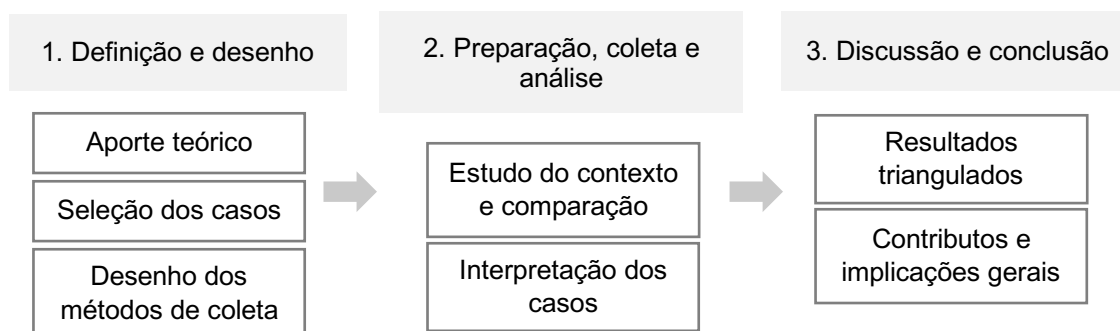 1. Definição e desenho
Aporte teórico
Seleção dos casos
Desenho dos
métodos de coleta
2. Preparação, coleta e
análise
Estudo do contexto
e comparação
Interpretação dos
casos
3. Discussão e conclusão
Resultados
triangulados
Contributos e
implicações gerais